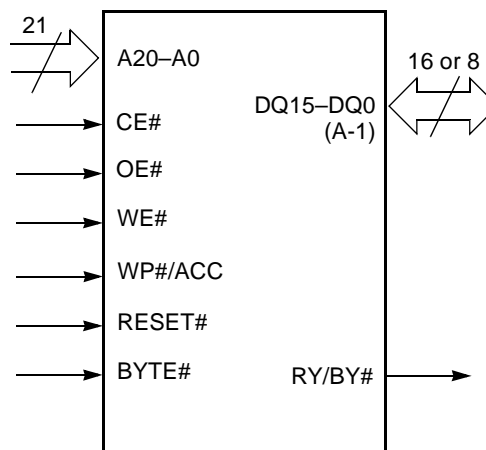 21
A20–A0
16 or 8
DQ15–DQ0
(A-1)
CE#
OE#
WE#
WP#/ACC
RESET#
BYTE#
RY/BY#